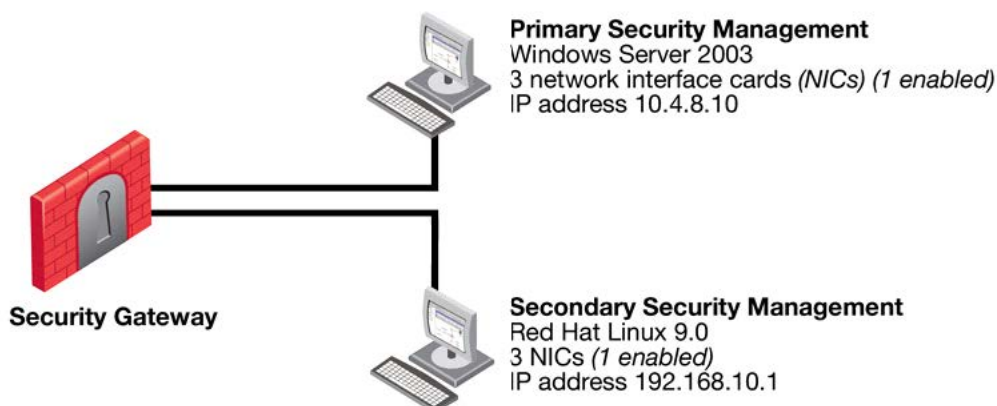 Primary Security Management
Windows Server 2003
3 network interface cards (NICs) (1 enabled)
IP address 10.4.8.10
Security Gateway
Secondary Security Management
Red Hat Linux 9.0
3 NICs (1 enabled)
IP address 192.168.10.1